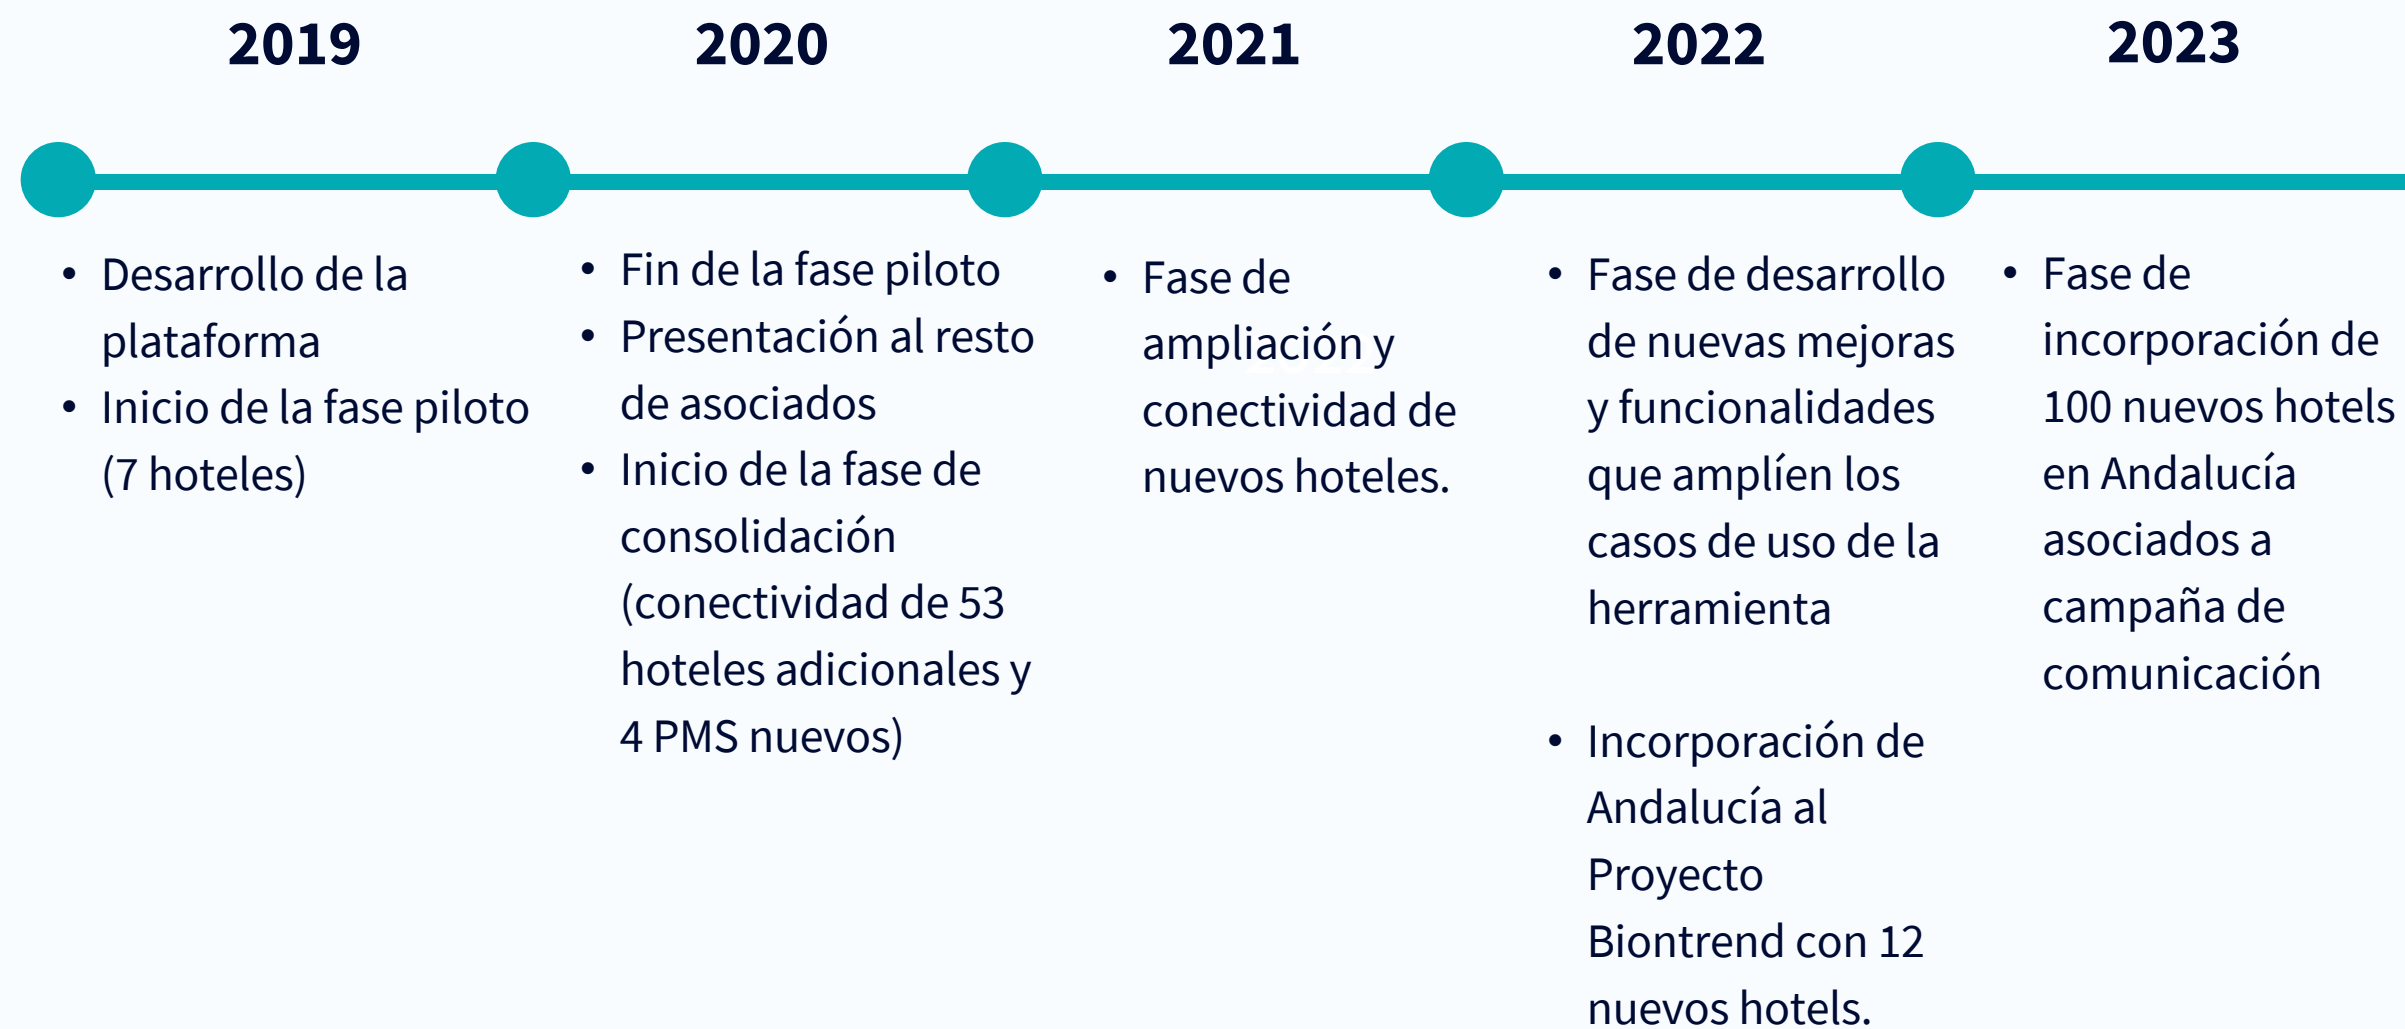 2019
2020
2021
2022
2023
• Desarrollo de la
plataforma
• Inicio de la fase piloto
(7 hoteles)
• Fin de la fase piloto
• Presentación al resto
de asociados
• Inicio de la fase de
consolidación
(conectividad de 53
hoteles adicionales y
4 PMS nuevos)
• Fase de
ampliación y
conectividad de
nuevos hoteles.
• Fase de desarrollo
de nuevas mejoras
y funcionalidades
que amplíen los
casos de uso de la
herramienta
• Incorporación de
Andalucía al
Proyecto
Biontrend con 12
nuevos hotels.
• Fase de
incorporación de
100 nuevos hotels
en Andalucía
asociados a
campaña de
comunicación